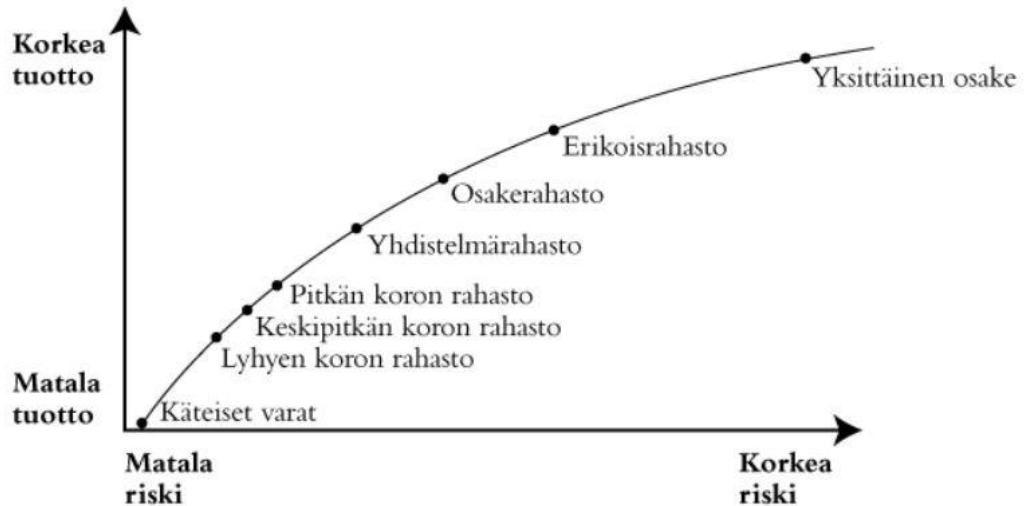 Korkea
tuotto
Yksittäinen osake
Erikoisrahasto
Osakerahasto
Yhdistelmärahasto
Pitkän koron rahasto
Keskipitkän koron rahasto
Lyhyen koron rahasto
Matala
tuotto
Käteiset varat
Matala
riski
Korkea
riski